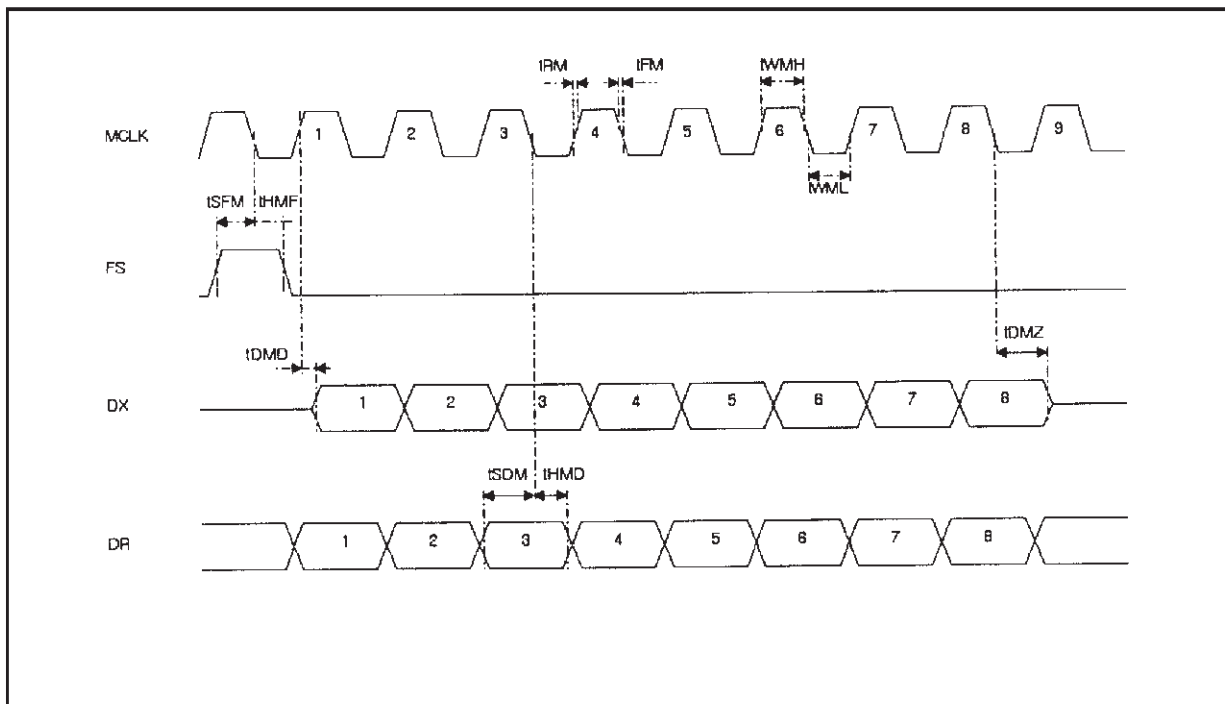 tRM tFM tWMH
MCLK 1 2 3 4 5 6 7 8 9
tWML
tSFM tHMF
FS
tDMD tDMZ
DX 1 2 3 4 5 6 7 8
tSDM tHMD
DR 1 2 3 4 5 6 7 8